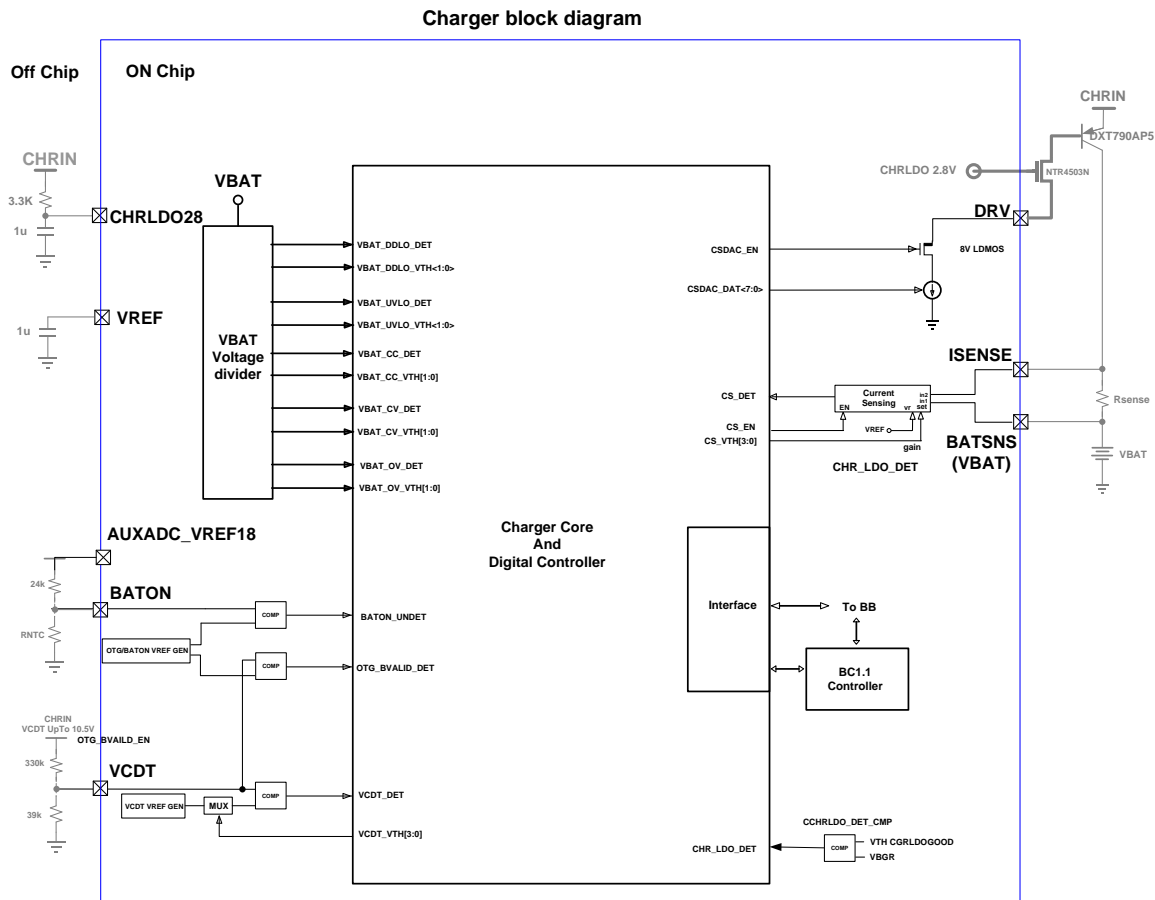 Charger block diagram
Off Chip
ON Chip
CHRIN
3.3K
1u
CHRLDO28
VREF
1u
VBAT
VBAT
Voltage
divider
VBAT_DDLO_DET
VBAT_DDLO_VTH<1:0>
VBAT_UVLO_DET
VBAT_UVLO_VTH<1:0>
VBAT_CC_DET
VBAT_CC_VTH[1:0]
VBAT_CV_DET
VBAT_CV_VTH[1:0]
VBAT_OV_DET
VBAT_OV_VTH[1:0]
Charger Core
And
Digital Controller
AUXADC_VREF18
24k
BATON
RNTC
OTG/BATON VREF GEN
COMP
BATON_UNDET
COMP
OTG_BVALID_DET
CHRIN
VCDT UpTo 10.5V
OTG_BVAILD_EN
330k
VCDT
39k
VCDT VREF GEN
MUX
COMP
VCDT_DET
VCDT_VTH[3:0]
CHRIN
DXT790AP5
CHRLDO 2.8V
NTR4503N
DRV
CSDAC_EN
8V LDMOS
CSDAC_DAT<7:0>
ISENSE
CS_DET
Current
Sensing
in2
in1
EN
vr
set
CS_EN
VREF
CS_VTH[3:0]
gain
CHR_LDO_DET
Rsense
BATSNS
(VBAT)
VBAT
Interface
To BB
BC1.1
Controller
CCHRLDO_DET_CMP
CHR_LDO_DET
COMP
VTH CGRLDOGOOD
VBGR